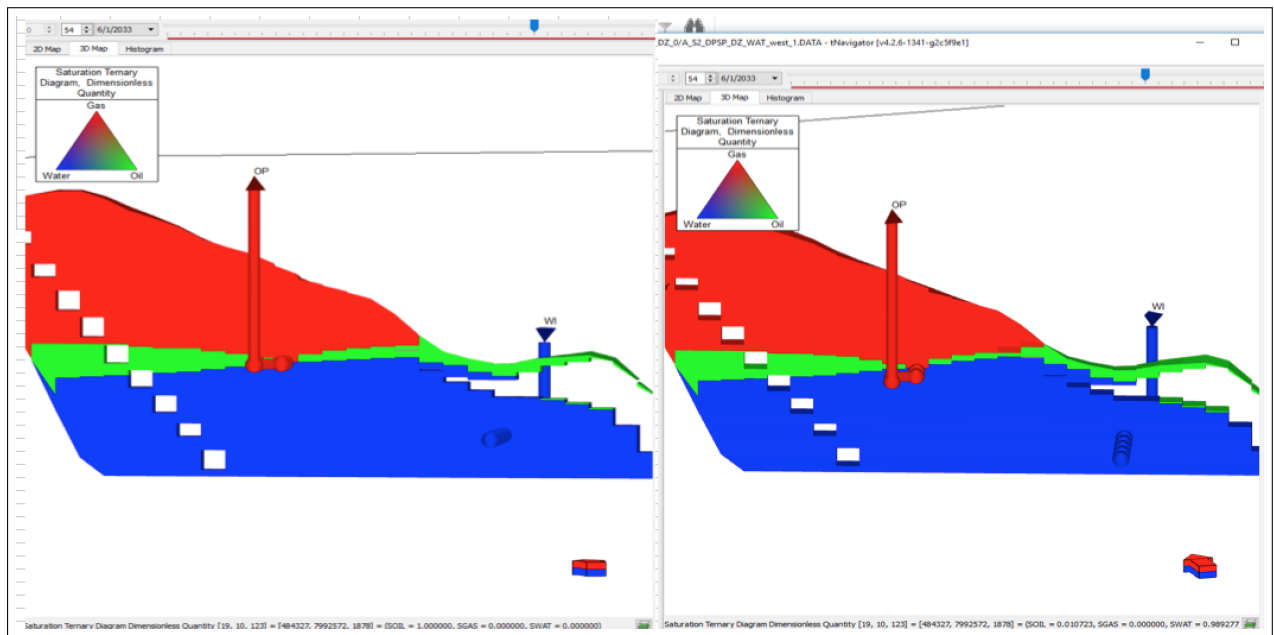 54 6/1/2033
2D Map 3D Map Histogram
Saturation Ternary
Diagram, Dimensionless
Quantity
Gas
Water Oil
OP
WI
Saturation Ternary Diagram Dimensionless Quantity [19, 10, 123] = [484327, 7992572, 1878] = (SOIL = 1.000000, SGAS = 0.000000, SWAT = 0.000000)
DZ_0/A_S2_DPSP_DZ_WAT_west_1.DATA - tNavigator [v4.2.6-1341-g2c5f9e1]
54 6/1/2033
2D Map 3D Map Histogram
Saturation Ternary
Diagram, Dimensionless
Quantity
Gas
Water Oil
OP
WI
Saturation Ternary Diagram Dimensionless Quantity [19, 10, 123] = [484327, 7992572, 1878] = (SOIL = 0.010723, SGAS = 0.000000, SWAT = 0.989277)